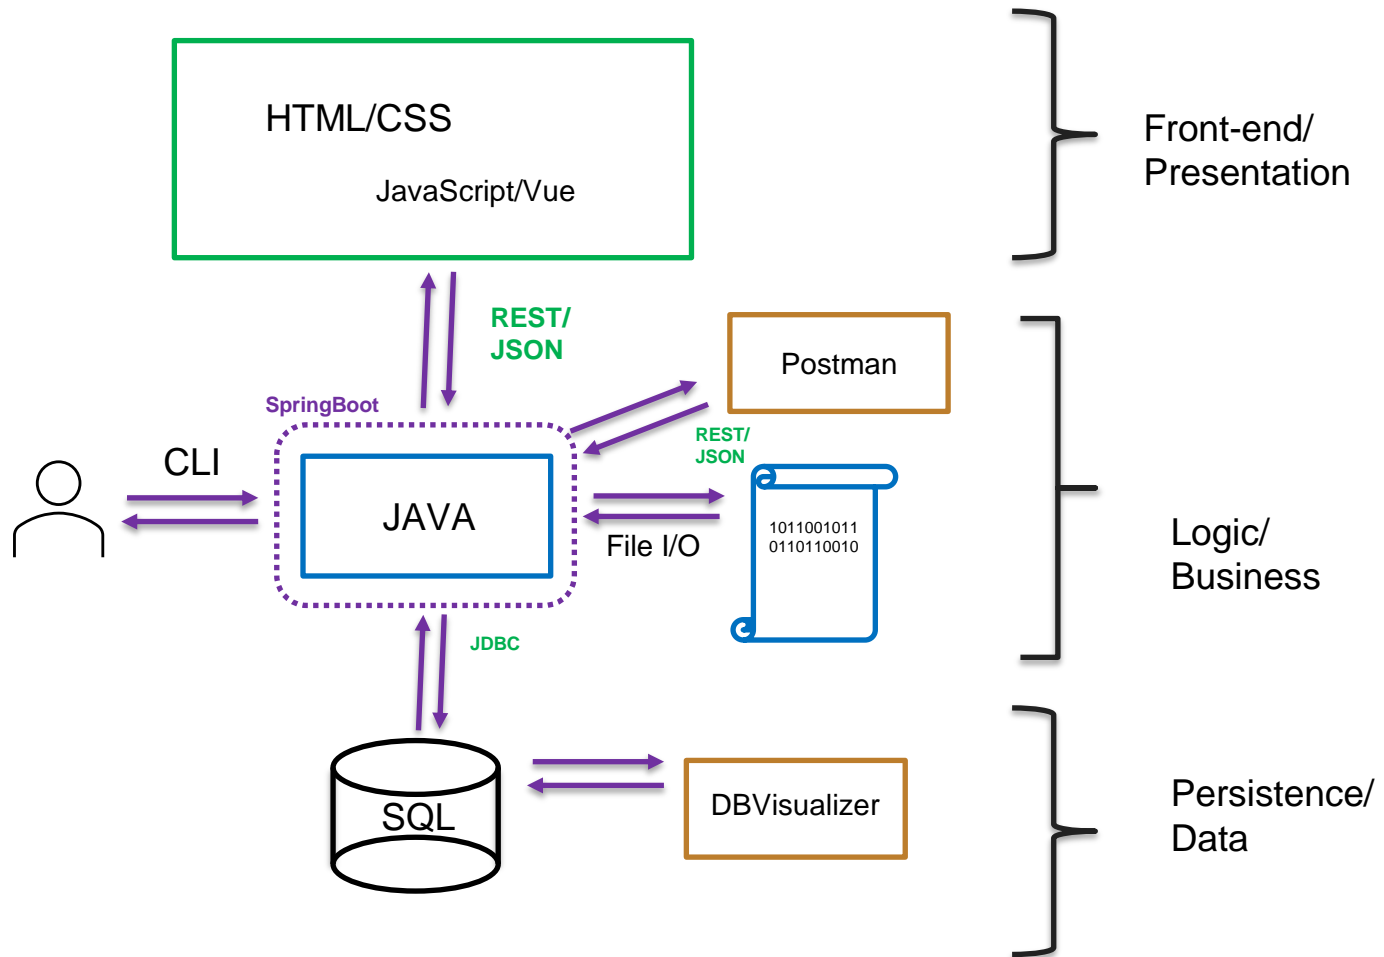 HTML/CSS
JavaScript/Vue
Front-end/
Presentation
REST/
JSON
Postman
SpringBoot
REST/
JSON
CLI
JAVA
File I/O
1011001011
0110110010
Logic/
Business
JDBC
SQL
DBVisualizer
Persistence/
Data